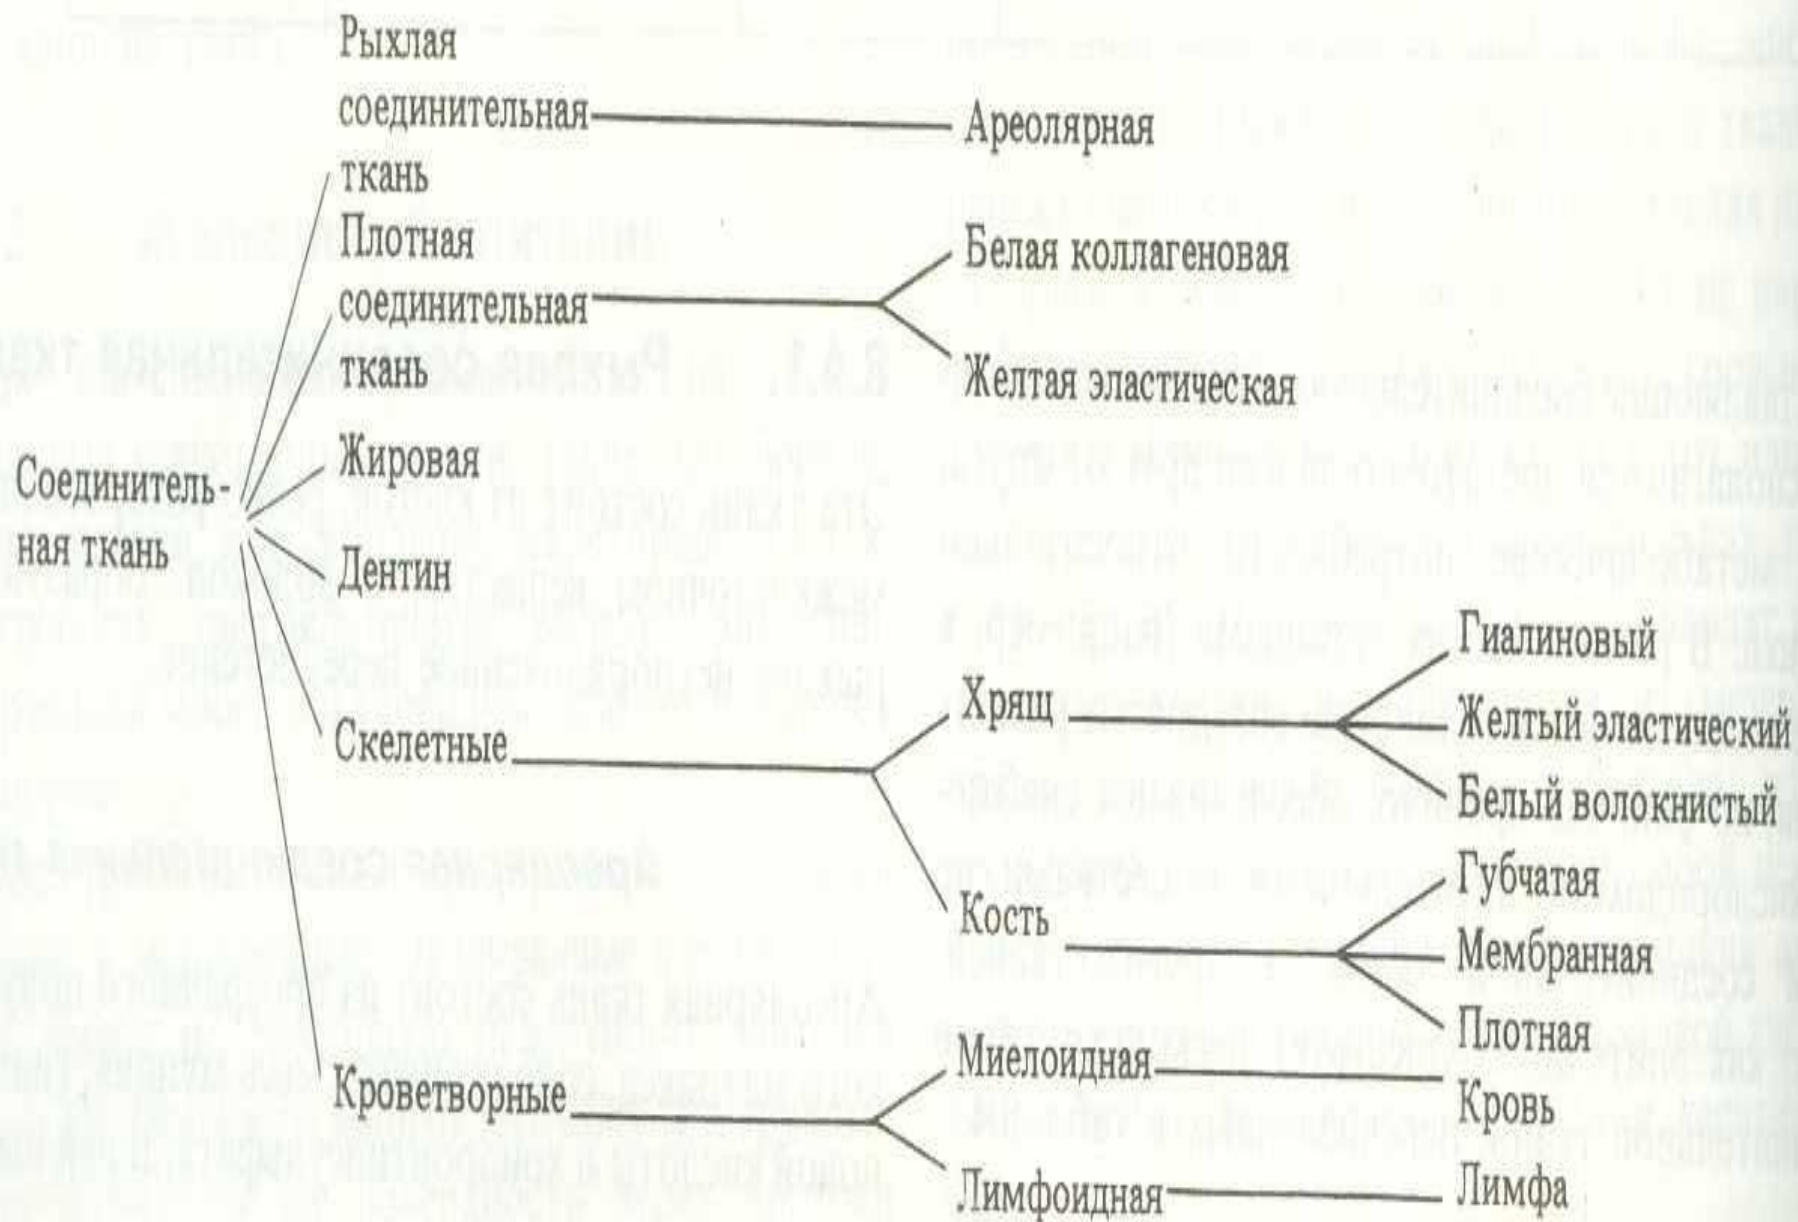 Рыхлая
соединительная
ткань
Ареолярная
Плотная
соединительная
ткань
Белая коллагеновая
Желтая эластическая
Соединитель-
ная ткань
Жировая
Дентин
Скелетные
Хрящ
Гиалиновый
Желтый эластический
Белый волокнистый
Кость
Губчатая
Мембранная
Плотная
Кроветворные
Миелоидная
Кровь
Лимфоидная
Лимфа